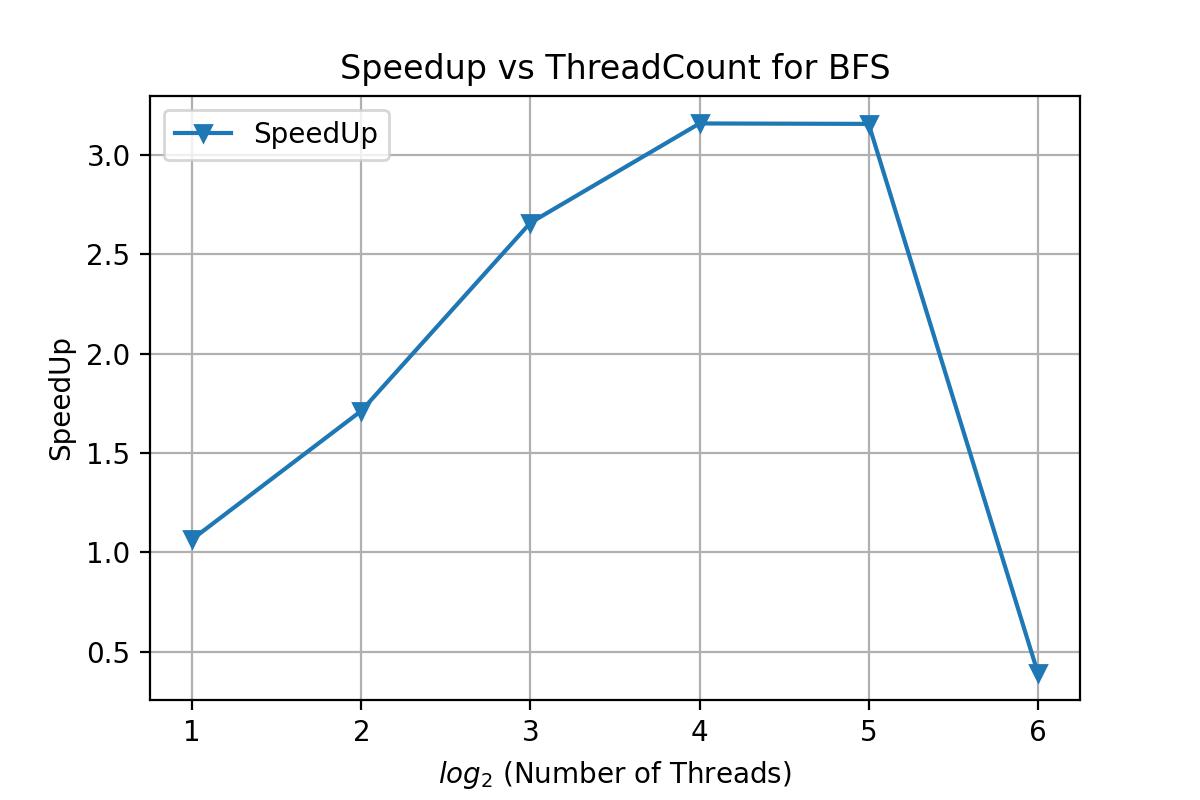 Speedup vs ThreadCount for BFS
SpeedUp
3.0
2.5
2.0
1.5
1.0
0.5
SpeedUp
1 2 3 4 5 6
log₂ (Number of Threads)